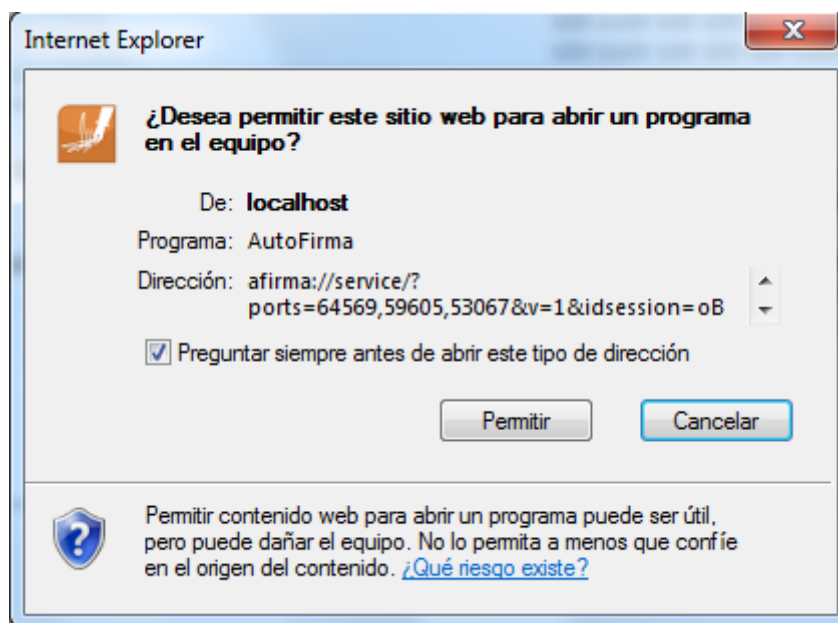 Internet Explorer
¿Desea permitir este sitio web para abrir un programa
en el equipo?
De: localhost
Programa: AutoFirma
Dirección: afirma://service/?
ports=64569,59605,53067&v=1&idsession=oB
Preguntar siempre antes de abrir este tipo de dirección
Permitir Cancelar
Permitir contenido web para abrir un programa puede ser útil,
pero puede dañar el equipo. No lo permita a menos que confíe
en el origen del contenido. ¿Qué riesgo existe?